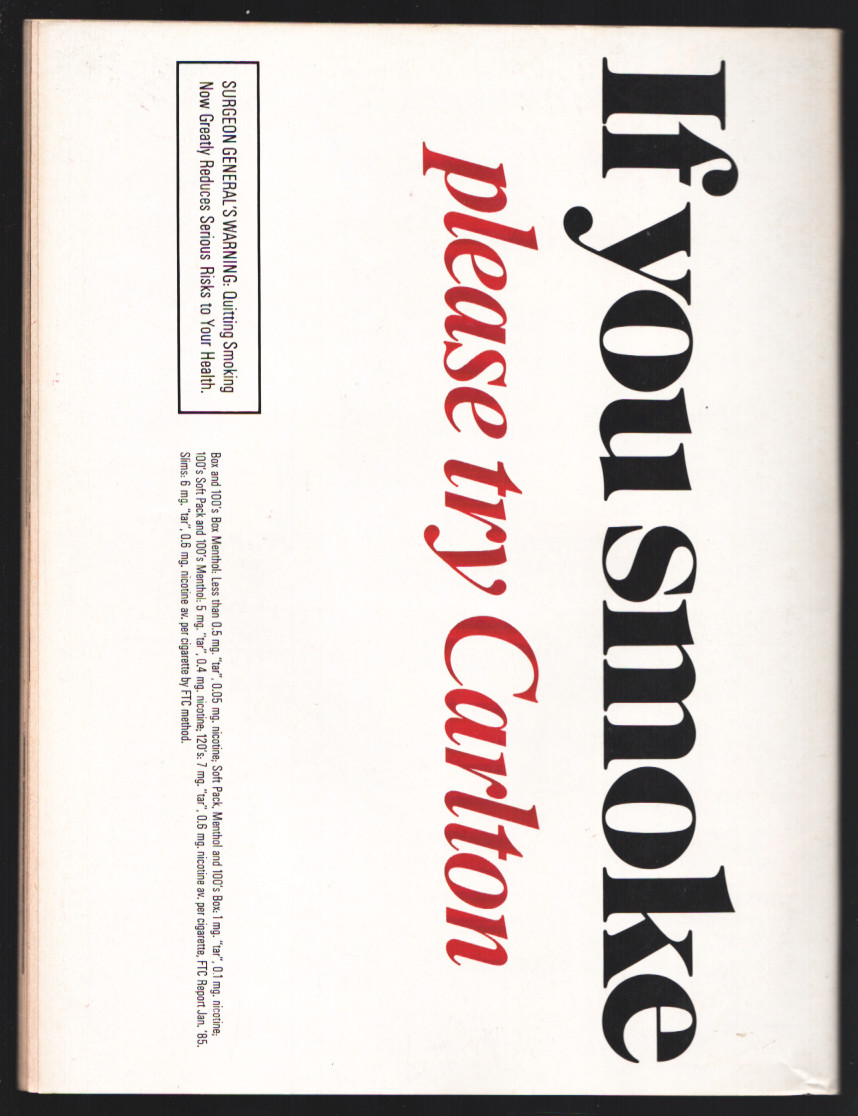 If you smoke
please try Carlton
SURGEON GENERAL'S WARNING: Quitting Smoking
Now Greatly Reduces Serious Risks to Your Health.
Box and 100's Box Menthol: Less than 0.5 mg. "tar", 0.05 mg. nicotine; Soft Pack, Menthol and 100's Box: 1 mg. "tar", 0.1 mg. nicotine;
100's Soft Pack and 100's Menthol: 5 mg. "tar", 0.4 mg. nicotine; 120's: 7 mg. "tar", 0.6 mg. nicotine av. per cigarette, FTC Report Jan. '85.
Slims: 6 mg. "tar", 0.6 mg. nicotine av. per cigarette by FTC method.